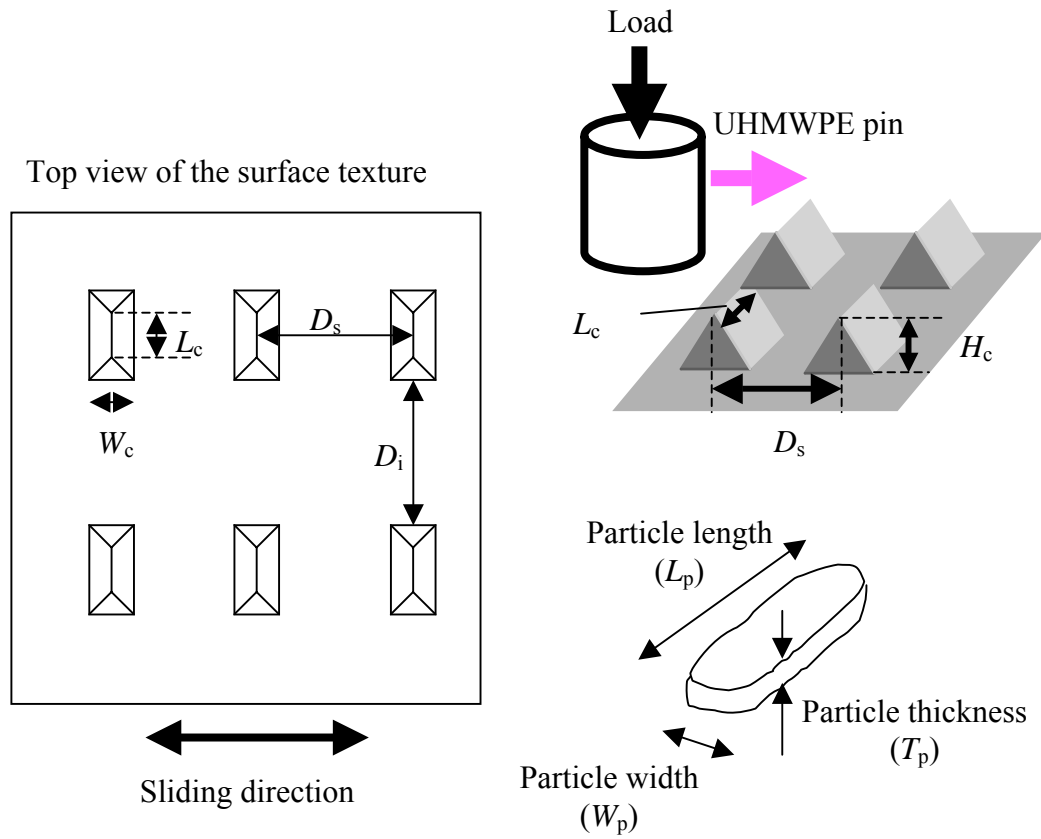 Load
UHMWPE pin
Top view of the surface texture
Ds
Lc
Wc
Di
Sliding direction
Lc
Hc
Ds
Particle length
(Lp)
Particle thickness
(Tp)
Particle width
(Wp)